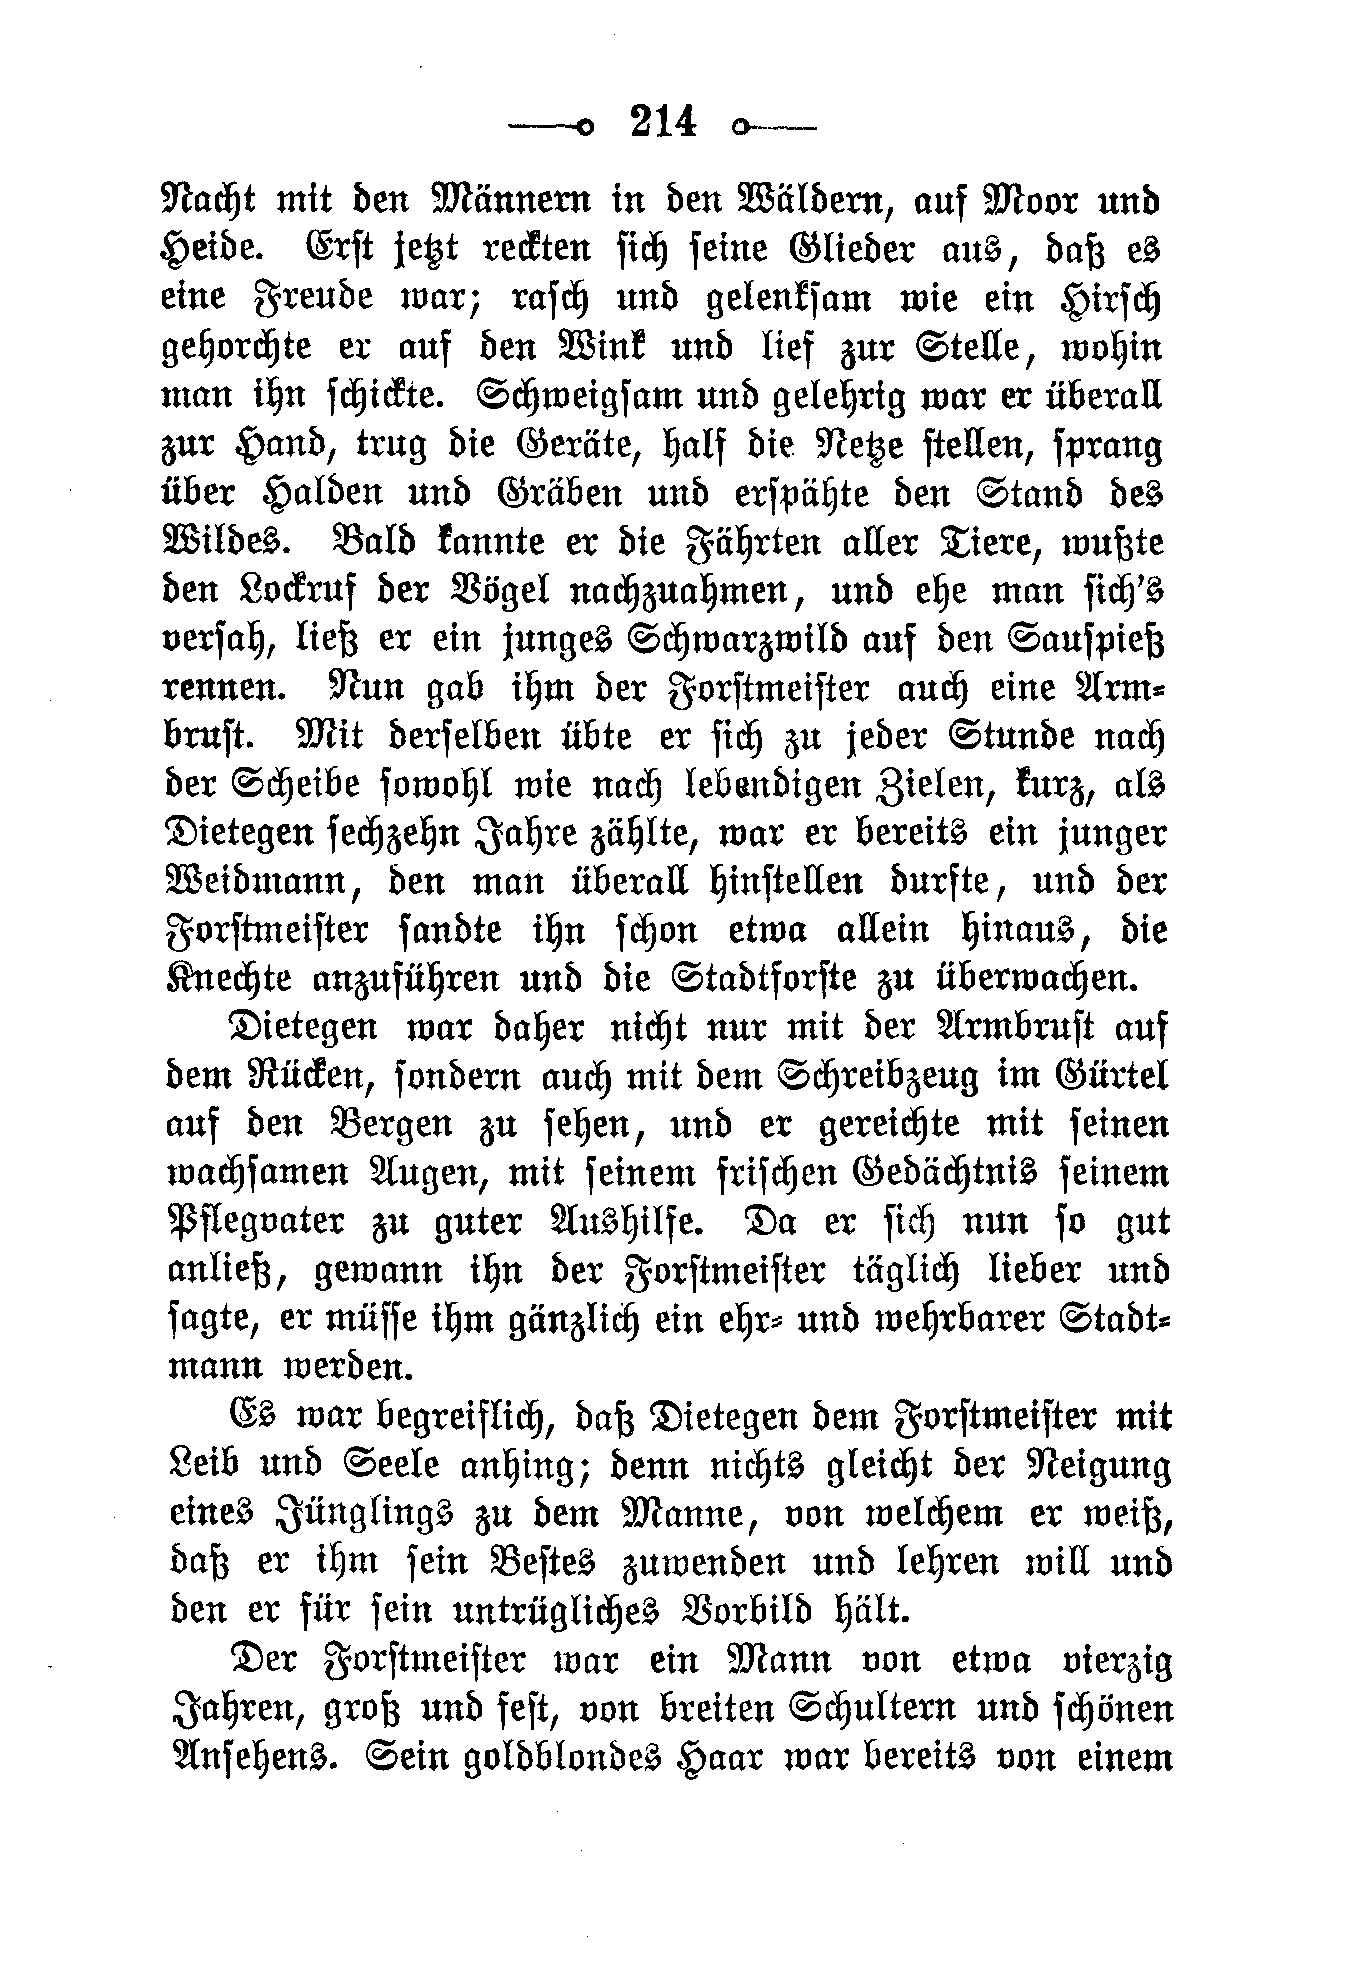 214
Nacht mit den Männern in den Wäldern, auf Moor und
Heide. Erst jetzt reckten sich seine Glieder aus, daß es
eine Freude war; rasch und gelenksam wie ein Hirsch
gehorchte er auf den Wink und lief zur Stelle, wohin
man ihn schickte. Schweigsam und gelehrig war er überall
zur Hand, trug die Geräte, half die Netze stellen, sprang
über Halden und Gräben und erspähte den Stand des
Wildes. Bald kannte er die Fährten aller Tiere, wußte
den Lockruf der Vögel nachzuahmen, und ehe man sich's
versah, ließ er ein junges Schwarzwild auf den Sauspieß
rennen. Nun gab ihm der Forstmeister auch eine Arm-
brust. Mit derselben übte er sich zu jeder Stunde nach
der Scheibe sowohl wie nach lebendigen Zielen, kurz, als
Dietegen sechzehn Jahre zählte, war er bereits ein junger
Weidmann, den man überall hinstellen durfte, und der
Forstmeister sandte ihn schon etwa allein hinaus, die
Knechte anzuführen und die Stadtforste zu überwachen.
Dietegen war daher nicht nur mit der Armbrust auf
dem Rücken, sondern auch mit dem Schreibzeug im Gürtel
auf den Bergen zu sehen, und er gereichte mit seinen
wachsamen Augen, mit seinem frischen Gedächtnis seinem
Pflegvater zu guter Aushilfe. Da er sich nun so gut
anließ, gewann ihn der Forstmeister täglich lieber und
sagte, er müsse ihm gänzlich ein ehr- und wehrbarer Stadt-
mann werden.
Es war begreiflich, daß Dietegen dem Forstmeister mit
Leib und Seele anhing; denn nichts gleicht der Neigung
eines Jünglings zu dem Manne, von welchem er weiß,
daß er ihm sein Bestes zuwenden und lehren will und
den er für sein untrügliches Vorbild hält.
Der Forstmeister war ein Mann von etwa vierzig
Jahren, groß und fest, von breiten Schultern und schönen
Ansehens. Sein goldblondes Haar war bereits von einem